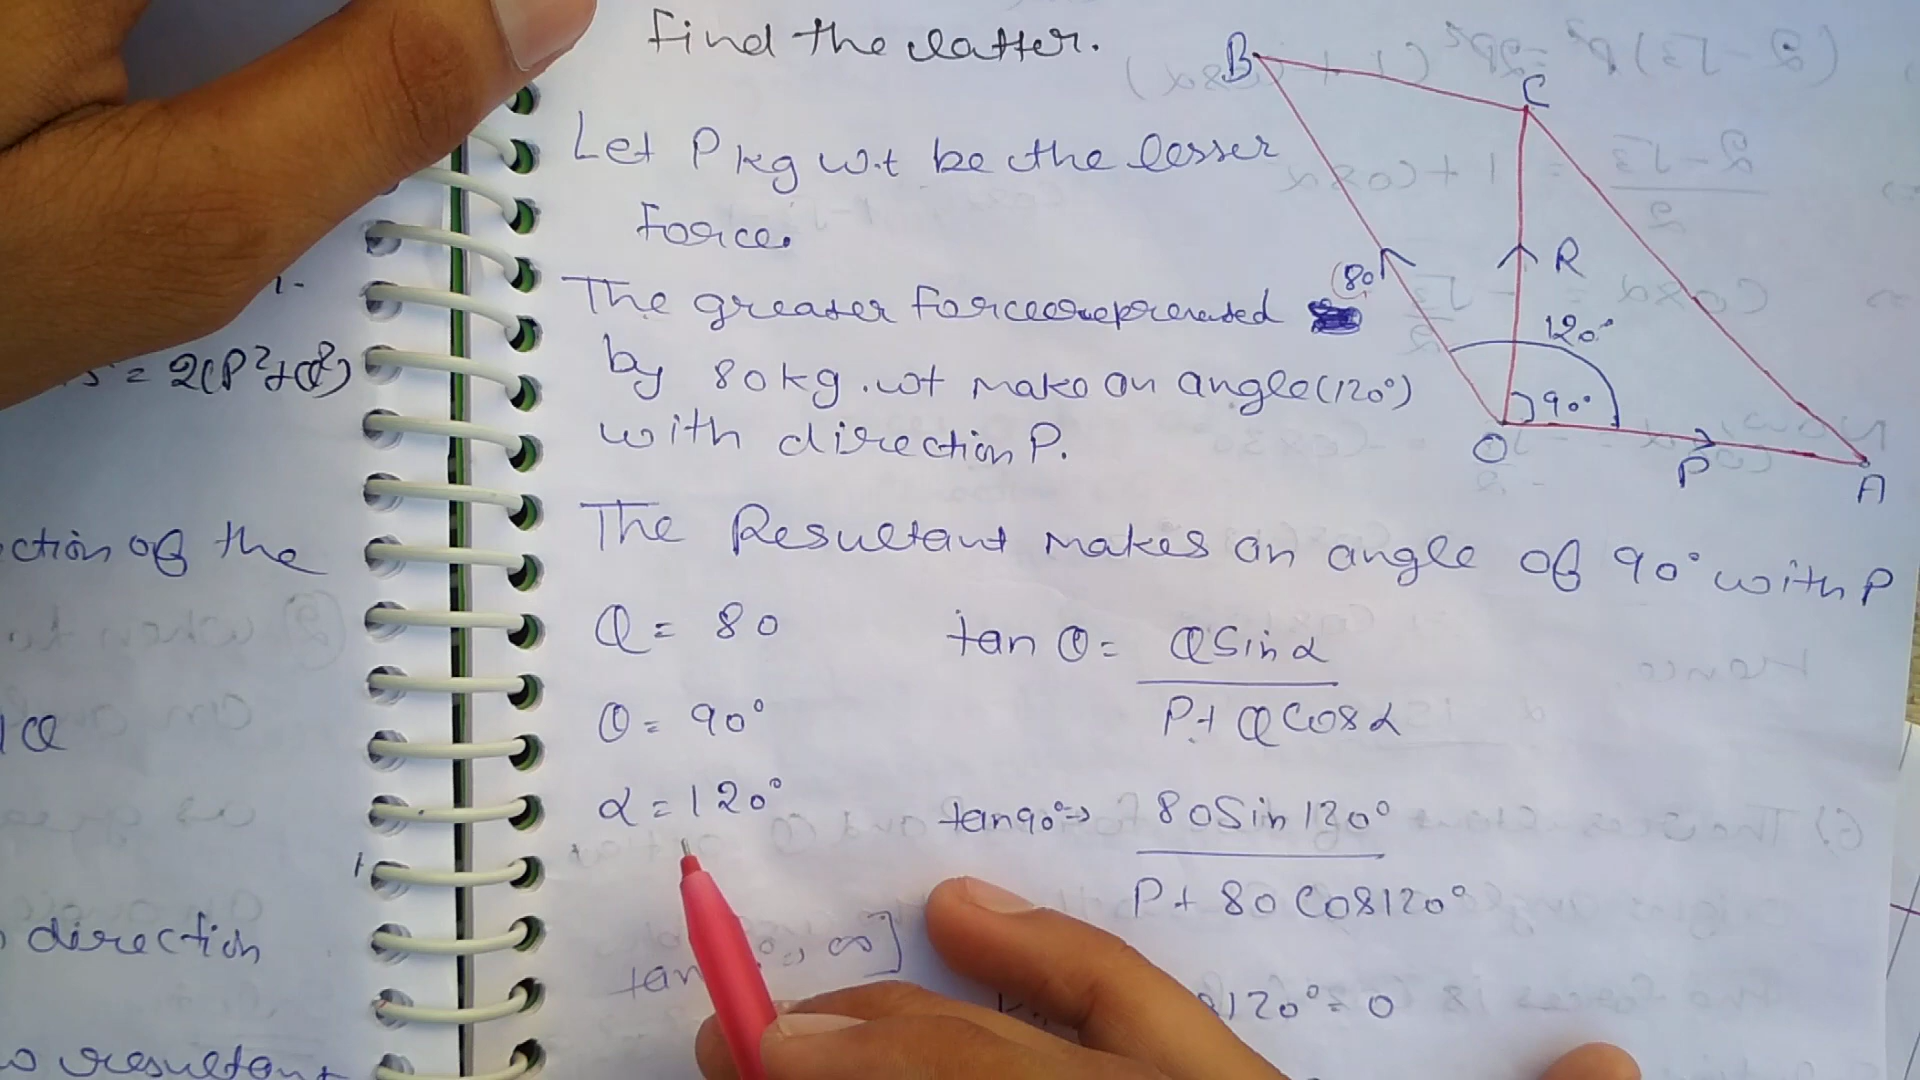 find the latter.
Let P kg w.t be the lesser
force.
The greater force represented
by 80 kg.wt make an angle (120°)
with direction P.
B
C
80
R
120°
90°
O
P
A
The Resultant makes an angle of 90° with P
Q = 80
tan θ = Q Sin α
P + Q Cos α
θ = 90°
α = 120°
tan 90° → 80 Sin 120°
P + 80 Cos 120°
tan ∞]
120° = 0
= 2(P²+Q²)
ction of the
Q
direction
resultant